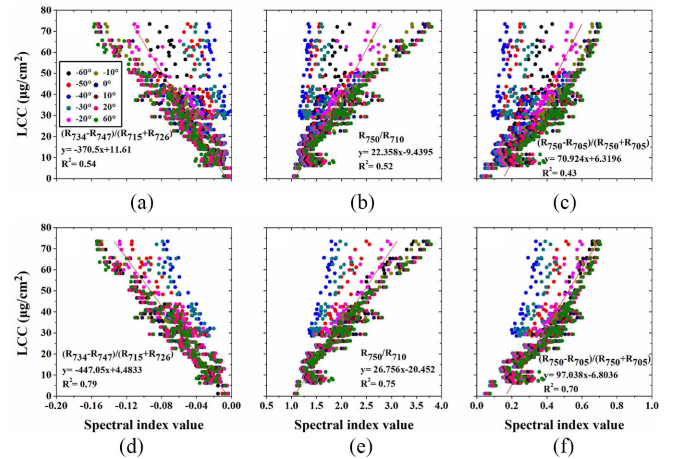 LCC (μg/cm2)
80
70
60
50
40
30
20
10
0
-60° -10°
-50° 0°
-40° 10°
-30° 20°
-20° 60°
(R734-R747)/(R715+R726)
y= -370.5x+11.61
R2= 0.54
(a)
R750/R710
y= 22.358x-9.4395
R2= 0.52
(b)
(R750-R705)/(R750+R705)
y= 70.924x+6.3196
R2= 0.43
(c)
LCC (μg/cm2)
80
70
60
50
40
30
20
10
0
(R734-R747)/(R715+R726)
y= -447.05x+4.4833
R2= 0.79
-0.20 -0.16 -0.12 -0.08 -0.04 0.00
Spectral index value
(d)
R750/R710
y= 26.756x-20.452
R2= 0.75
0.5 1.0 1.5 2.0 2.5 3.0 3.5 4.0
Spectral index value
(e)
(R750-R705)/(R750+R705)
y= 97.038x-6.8036
R2= 0.70
0.0 0.2 0.4 0.6 0.8 1.0
Spectral index value
(f)